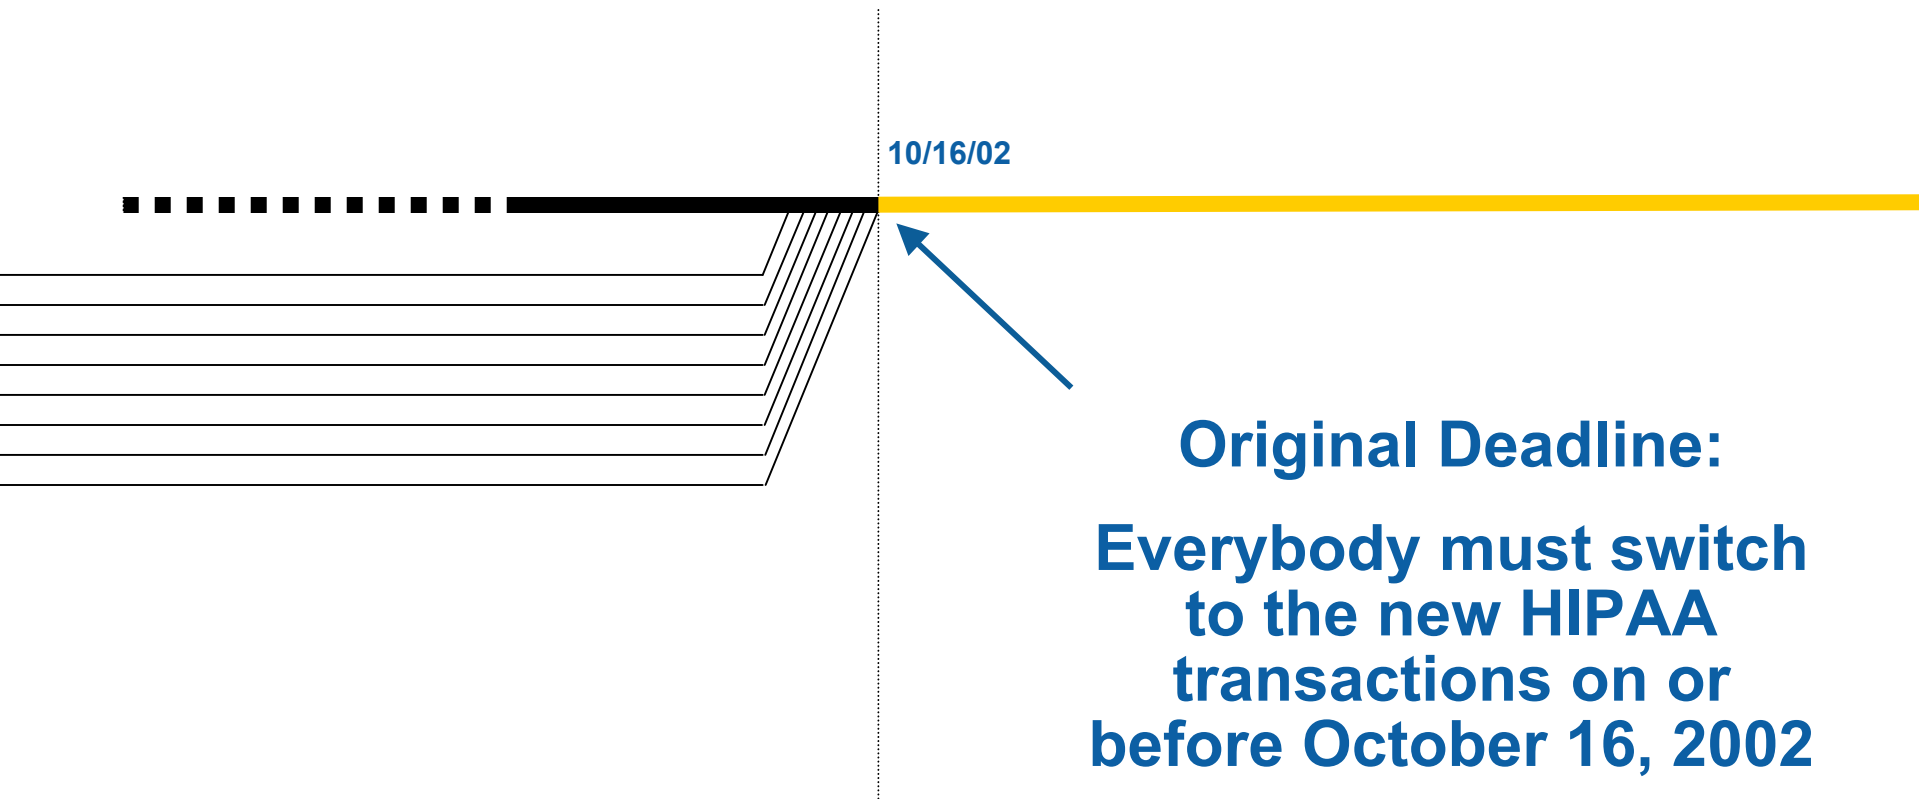 10/16/02
Original Deadline:
Everybody must switch
to the new HIPAA
transactions on or
before October 16, 2002